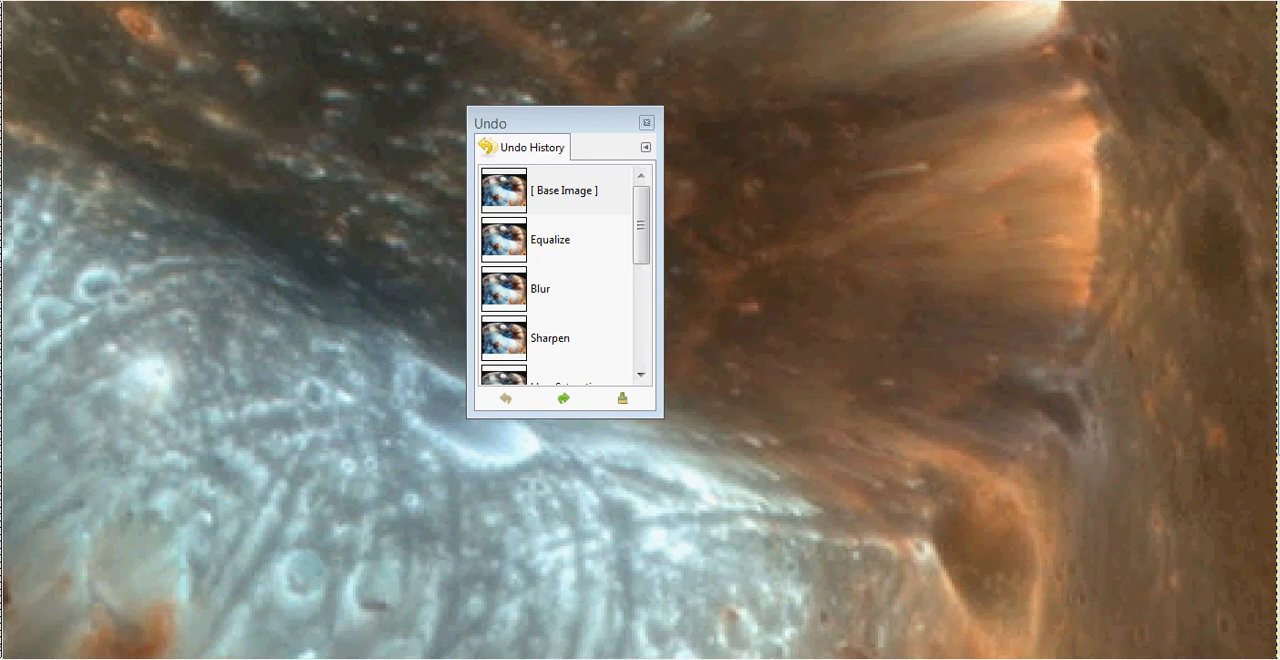 Undo
Undo History
[ Base Image ]
Equalize
Blur
Sharpen